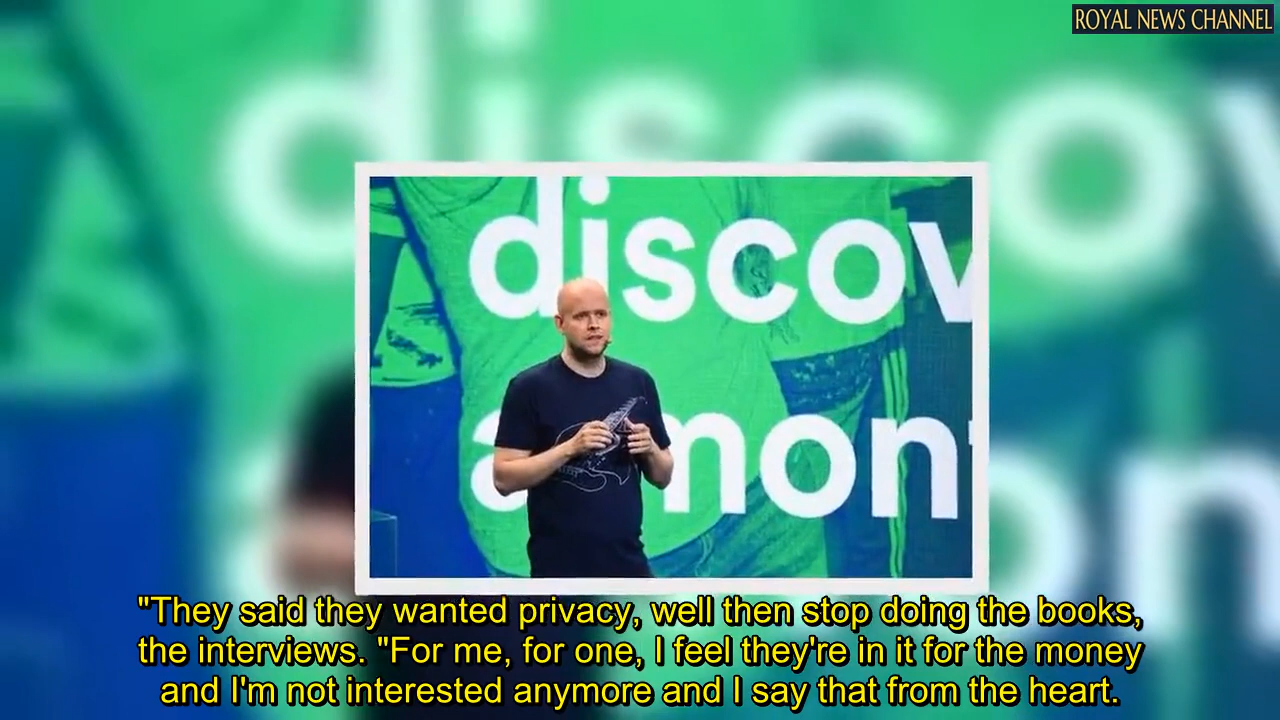 ROYAL NEWS CHANNEL
discov
a mont
"They said they wanted privacy, well then stop doing the books,
the interviews. "For me, for one, I feel they're in it for the money
and I'm not interested anymore and I say that from the heart.